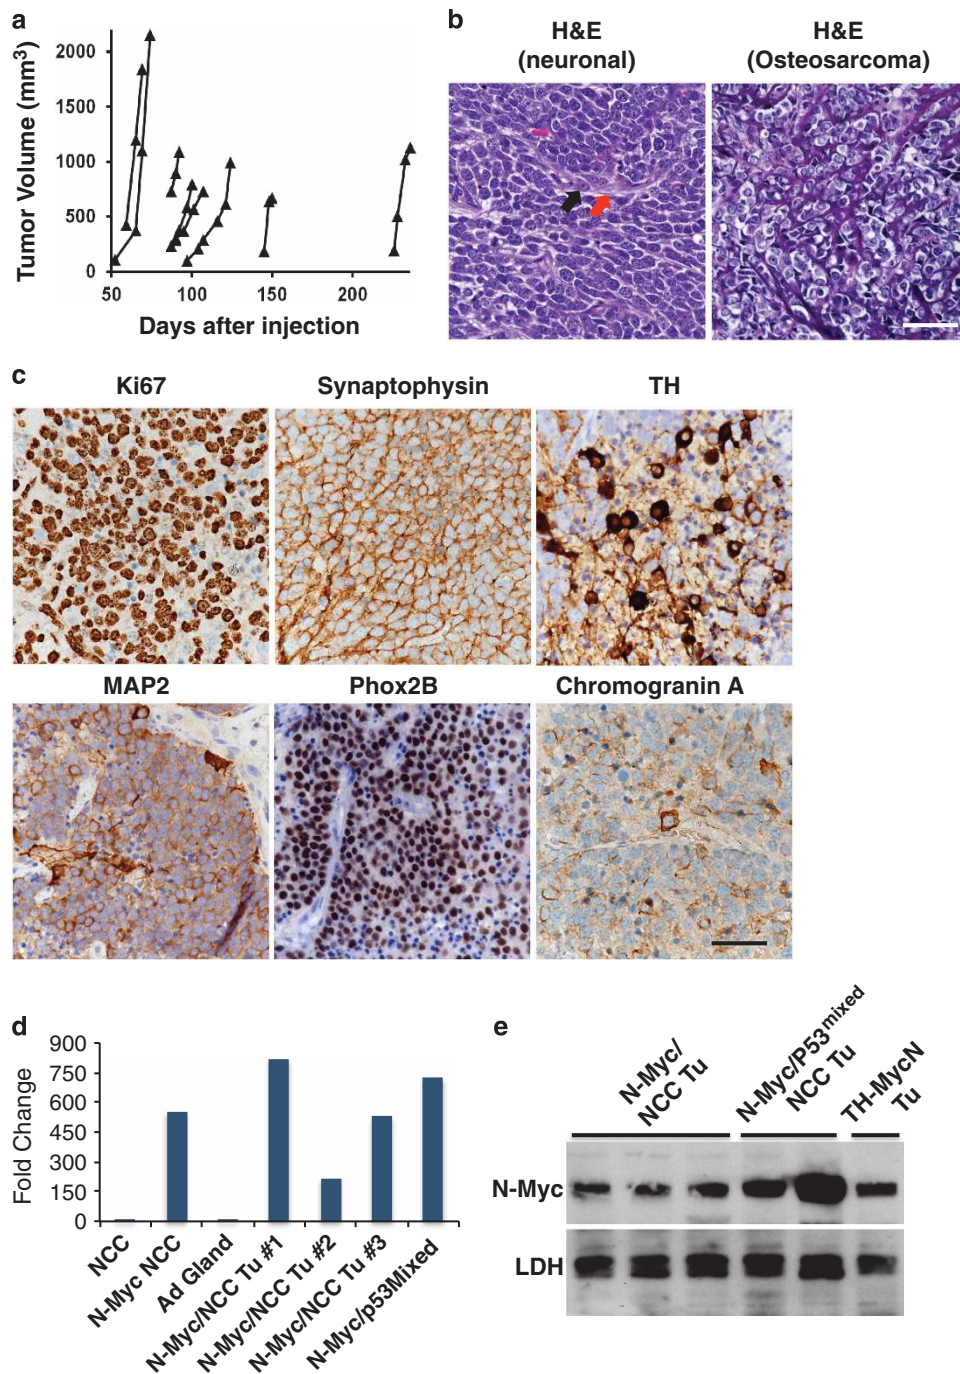 a
Tumor Volume (mm³)
2000
1500
1000
500
0
50
100
150
200
Days after injection
b
H&E
(neuronal)
H&E
(Osteosarcoma)
c
Ki67
Synaptophysin
TH
MAP2
Phox2B
Chromogranin A
d
Fold Change
900
750
600
450
300
150
0
NCC
N-Myc NCC
Ad Gland
N-Myc/NCC Tu #1
N-Myc/NCC Tu #2
N-Myc/NCC Tu #3
N-Myc/p53Mixed
e
N-Myc/
NCC Tu
N-Myc/P53mixed
NCC Tu
TH-MycN
Tu
N-Myc
LDH